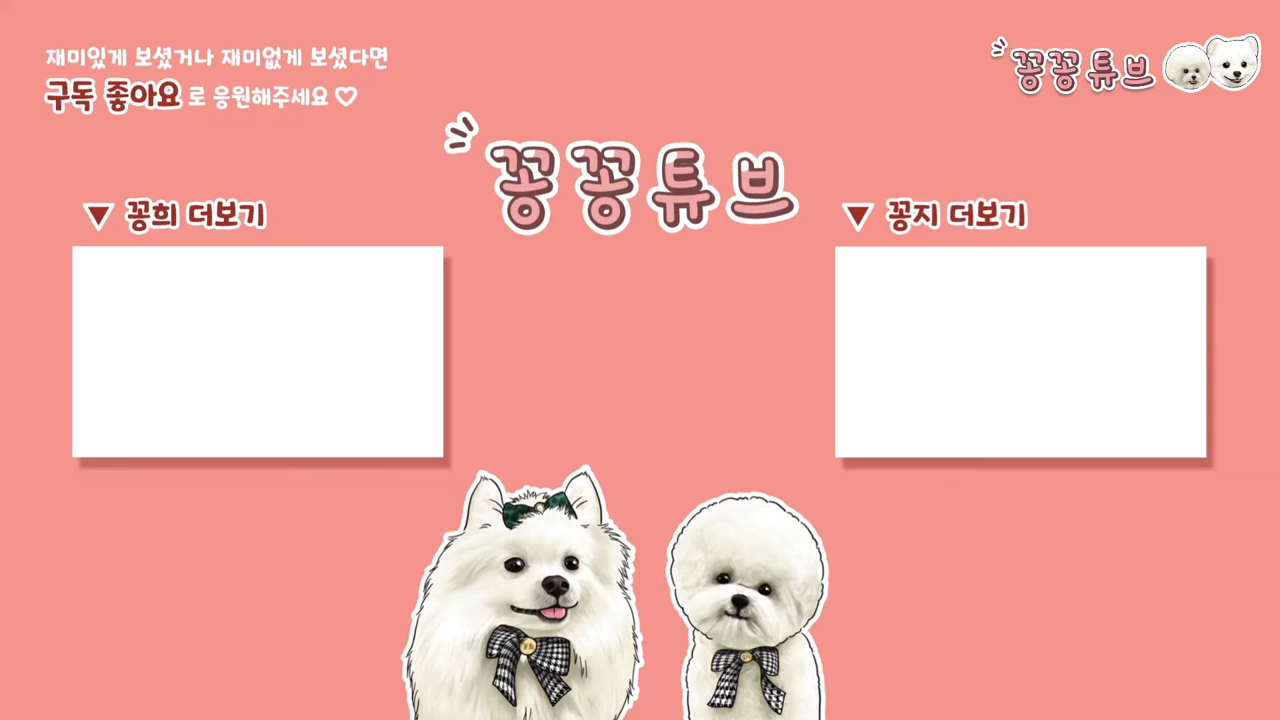 재미있게 보셨거나 재미없게 보셨다면
구독 좋아요 로 응원해주세요 ♡
꽁꽁튜브
꽁꽁튜브
▼ 꽁희 더보기
▼ 꽁지 더보기